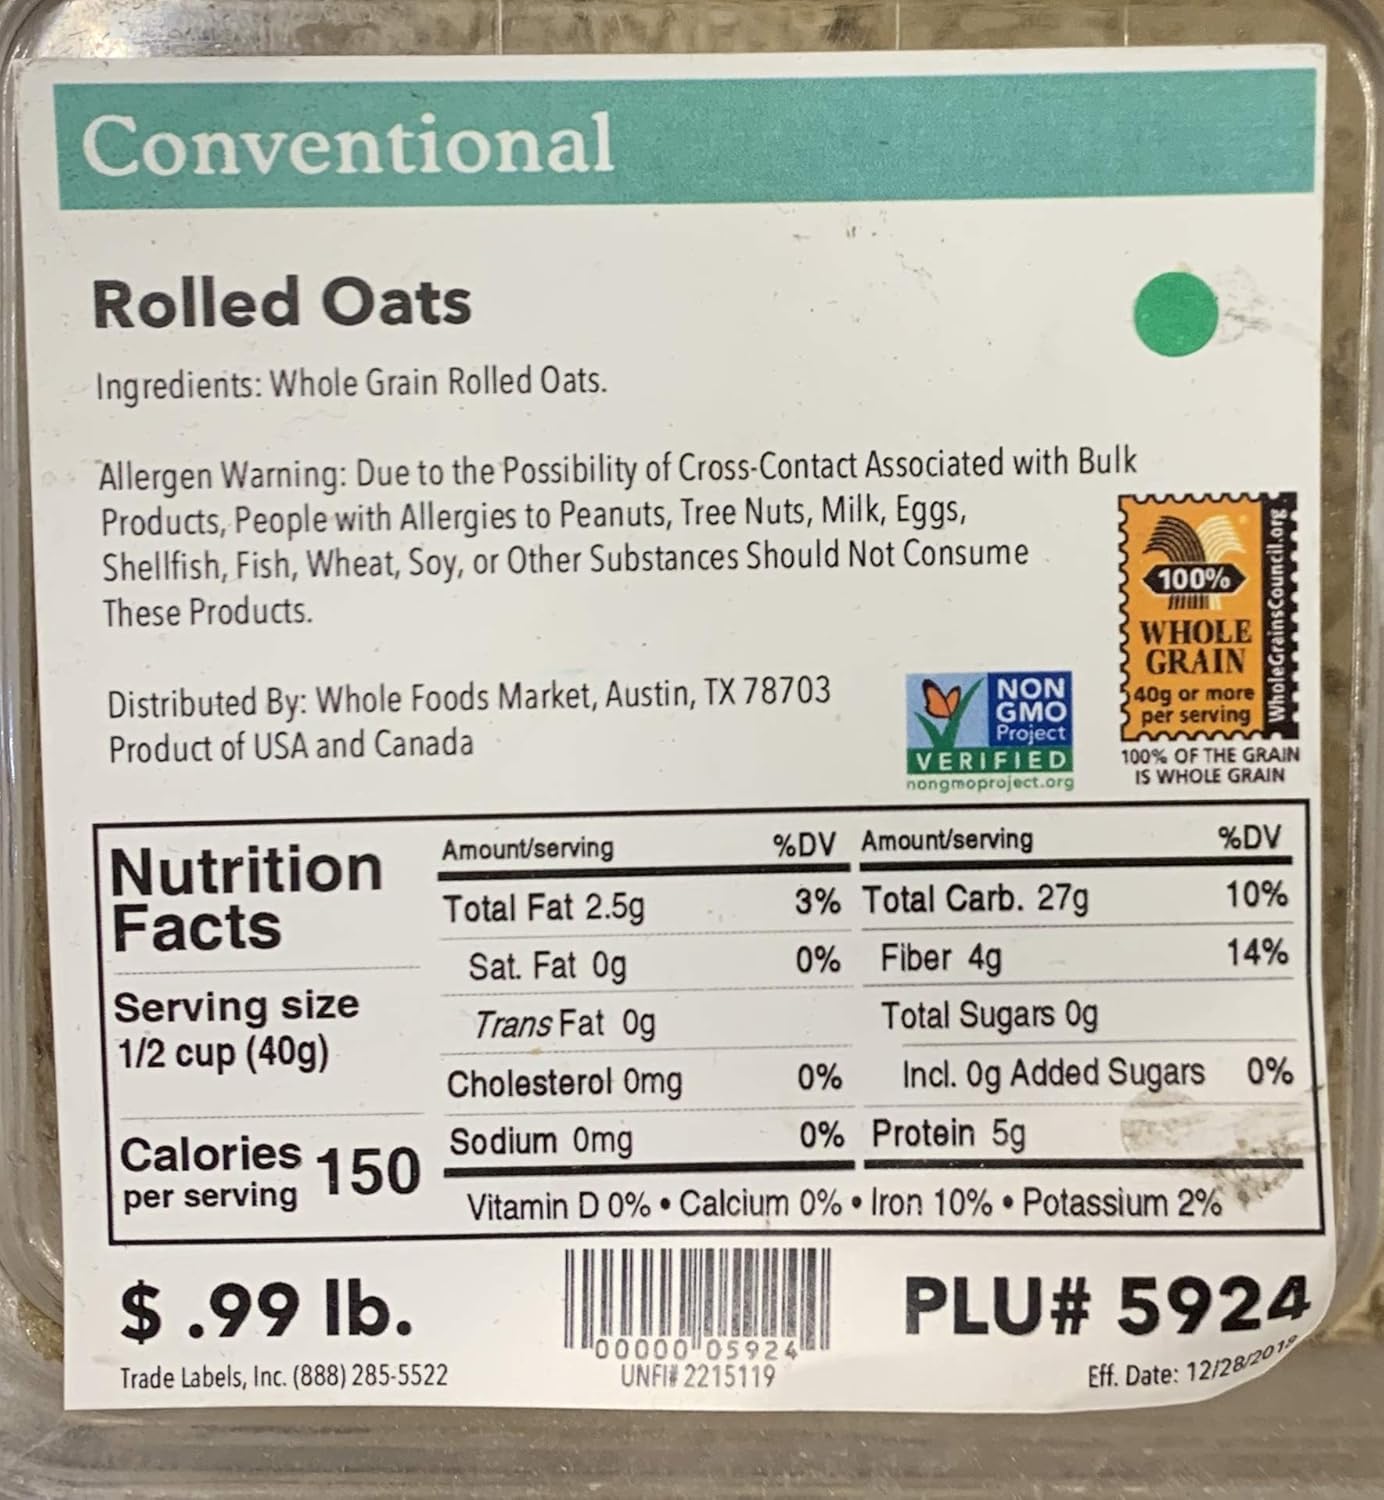 Conventional
Rolled Oats
Ingredients: Whole Grain Rolled Oats.
Allergen Warning: Due to the Possibility of Cross-Contact Associated with Bulk
Products, People with Allergies to Peanuts, Tree Nuts, Milk, Eggs,
Shellfish, Fish, Wheat, Soy, or Other Substances Should Not Consume
These Products.
100%
WHOLE
GRAIN
40g or more
per serving
WholeGrainsCouncil.org
100% OF THE GRAIN
IS WHOLE GRAIN
Distributed By: Whole Foods Market, Austin, TX 78703
Product of USA and Canada
NON
GMO
Project
VERIFIED
nongmoproject.org
Nutrition
Facts
Serving size
1/2 cup (40g)
Calories
per serving
150
Amount/serving %DV
Total Fat 2.5g 3%
Sat. Fat 0g 0%
Trans Fat 0g
Cholesterol 0mg 0%
Sodium 0mg 0%
Amount/serving %DV
Total Carb. 27g 10%
Fiber 4g 14%
Total Sugars 0g
Incl. 0g Added Sugars 0%
Protein 5g
Vitamin D 0% • Calcium 0% • Iron 10% • Potassium 2%
$ .99 lb.
Trade Labels, Inc. (888) 285-5522
00000 05924
UNFI# 2215119
PLU# 5924
Eff. Date: 12/28/2018